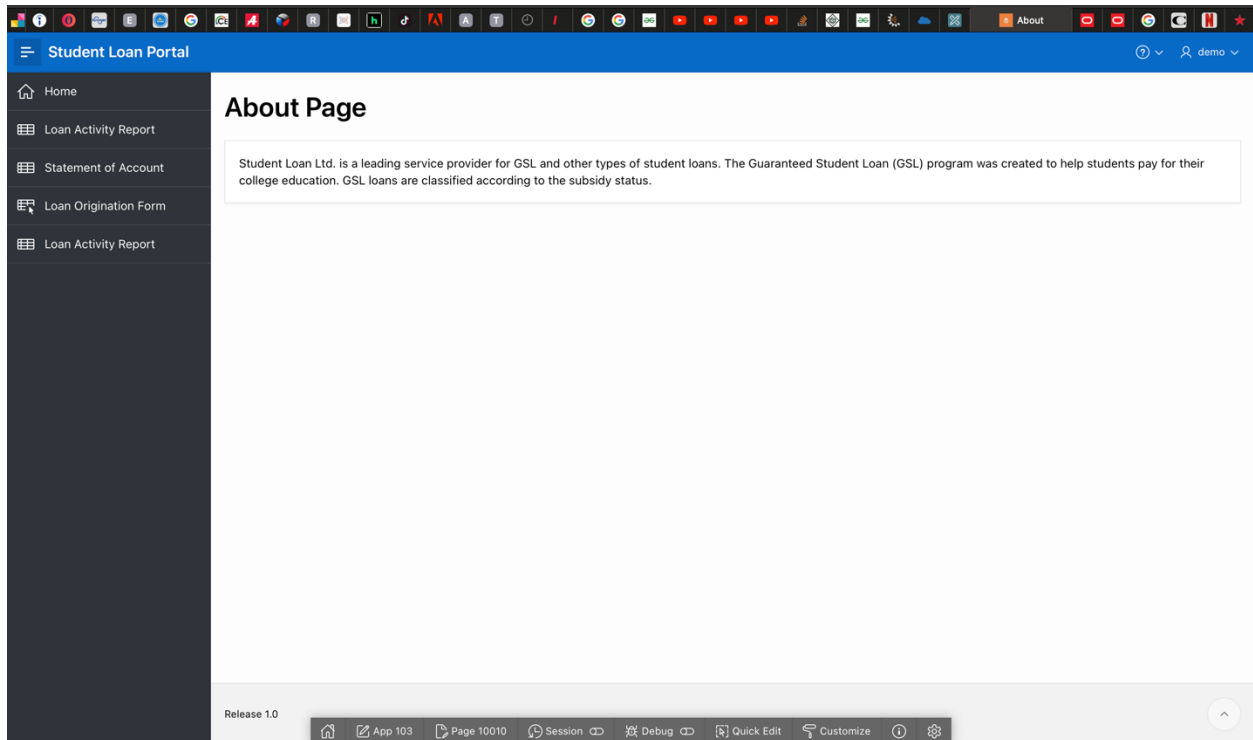 About
Student Loan Portal
demo
Home
Loan Activity Report
Statement of Account
Loan Origination Form
Loan Activity Report
About Page
Student Loan Ltd. is a leading service provider for GSL and other types of student loans. The Guaranteed Student Loan (GSL) program was created to help students pay for their
college education. GSL loans are classified according to the subsidy status.
Release 1.0
App 103 Page 10010 Session Debug Quick Edit Customize